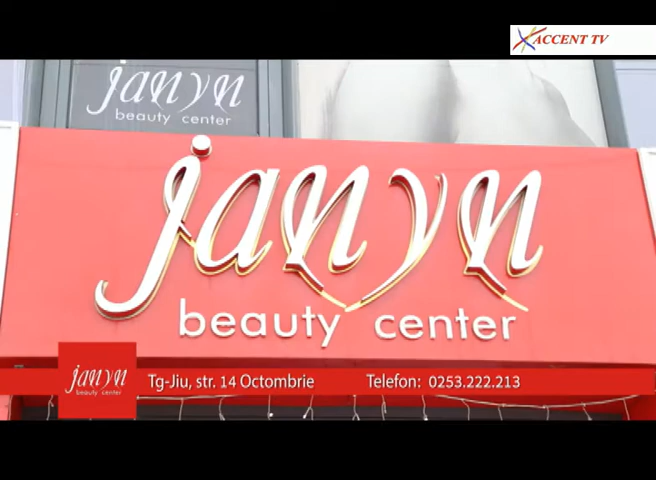 ACCENT TV
janyn
beauty center
janyn
beauty center
janyn
beauty center
Tg-Jiu, str. 14 Octombrie
Telefon: 0253.222.213